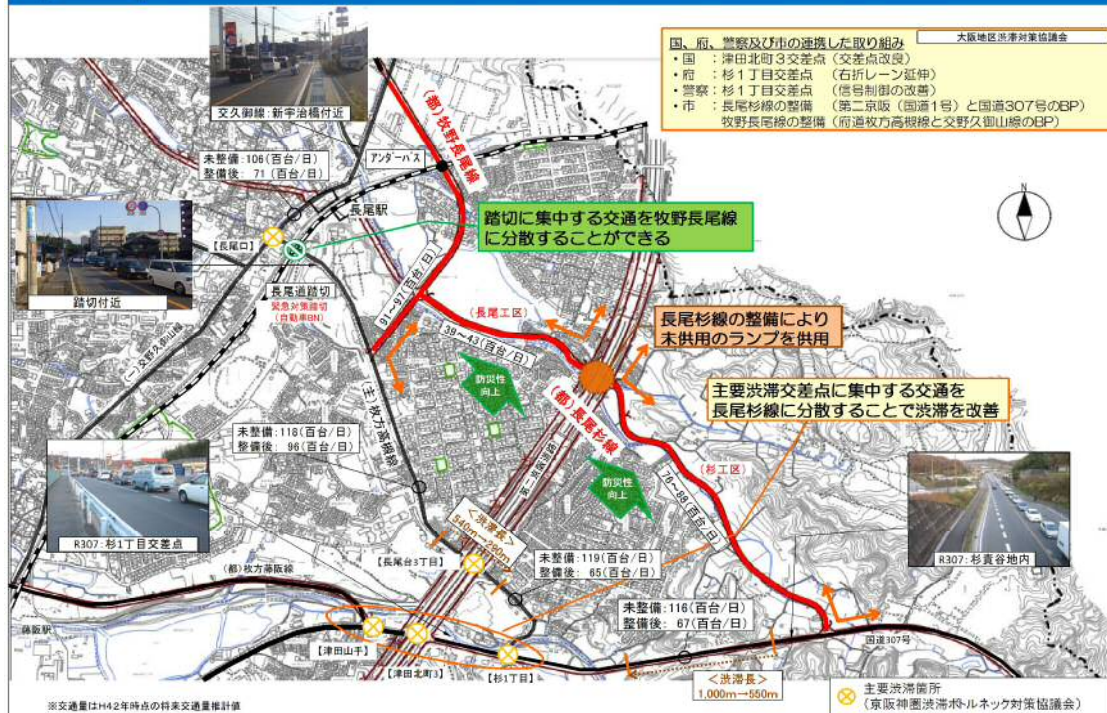 国、府、警察及び市の連携した取り組み
大阪地区渋滞対策協議会
・国　：津田北町3交差点（交差点改良）
・府　：杉1丁目交差点　（右折レーン延伸）
・警察：杉1丁目交差点　（信号制御の改善）
・市　：長尾杉線の整備　（第二京阪（国道1号）と国道307号のBP）
牧野長尾線の整備（府道枚方高槻線と交野久御山線のBP）
交久御線：新宇治橋付近
（都）牧野長尾線
未整備：106（百台/日）
整備後： 71（百台/日）
アンダーパス
長尾駅
踏切に集中する交通を牧野長尾線
に分散することができる
【長尾口】
踏切付近
長尾道踏切
緊急対策踏切
（自動車BN）
91～97（百台/日）
（長尾工区）
39～43（百台/日）
長尾杉線の整備により
未供用のランプを供用
（一）交野久御山線
防災性
向上
（都）長尾杉線
主要渋滞交差点に集中する交通を
長尾杉線に分散することで渋滞を改善
未整備：118（百台/日）
整備後： 96（百台/日）
（主）枚方高槻線
第二京阪道路
（杉工区）
防災性
向上
76～88（百台/日）
R307：杉1丁目交差点
R307：杉責谷地内
＜渋滞長＞
540m→260m
【長尾台3丁目】
未整備：119（百台/日）
整備後： 65（百台/日）
（都）枚方藤阪線
未整備：116（百台/日）
整備後： 67（百台/日）
藤阪駅
【津田山手】
【津田北町3】
【杉1丁目】
国道307号
＜渋滞長＞
1,000m→550m
主要渋滞箇所
（京阪神圏渋滞ボトルネック対策協議会）
※交通量はH42年時点の将来交通量推計値
N